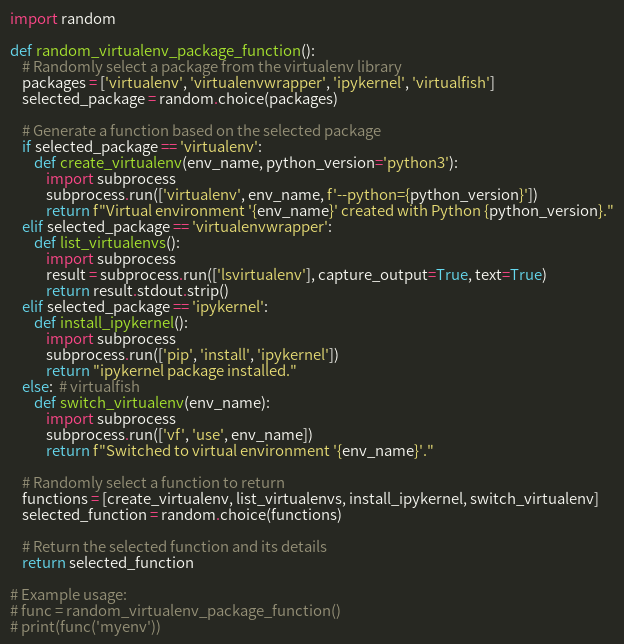 import random

def random_virtualenv_package_function():
    # Randomly select a package from the virtualenv library
    packages = ['virtualenv', 'virtualenvwrapper', 'ipykernel', 'virtualfish']
    selected_package = random.choice(packages)

    # Generate a function based on the selected package
    if selected_package == 'virtualenv':
        def create_virtualenv(env_name, python_version='python3'):
            import subprocess
            subprocess.run(['virtualenv', env_name, f'--python={python_version}'])
            return f"Virtual environment '{env_name}' created with Python {python_version}."
    elif selected_package == 'virtualenvwrapper':
        def list_virtualenvs():
            import subprocess
            result = subprocess.run(['lsvirtualenv'], capture_output=True, text=True)
            return result.stdout.strip()
    elif selected_package == 'ipykernel':
        def install_ipykernel():
            import subprocess
            subprocess.run(['pip', 'install', 'ipykernel'])
            return "ipykernel package installed."
    else:  # virtualfish
        def switch_virtualenv(env_name):
            import subprocess
            subprocess.run(['vf', 'use', env_name])
            return f"Switched to virtual environment '{env_name}'."

    # Randomly select a function to return
    functions = [create_virtualenv, list_virtualenvs, install_ipykernel, switch_virtualenv]
    selected_function = random.choice(functions)

    # Return the selected function and its details
    return selected_function

# Example usage:
# func = random_virtualenv_package_function()
# print(func('myenv'))